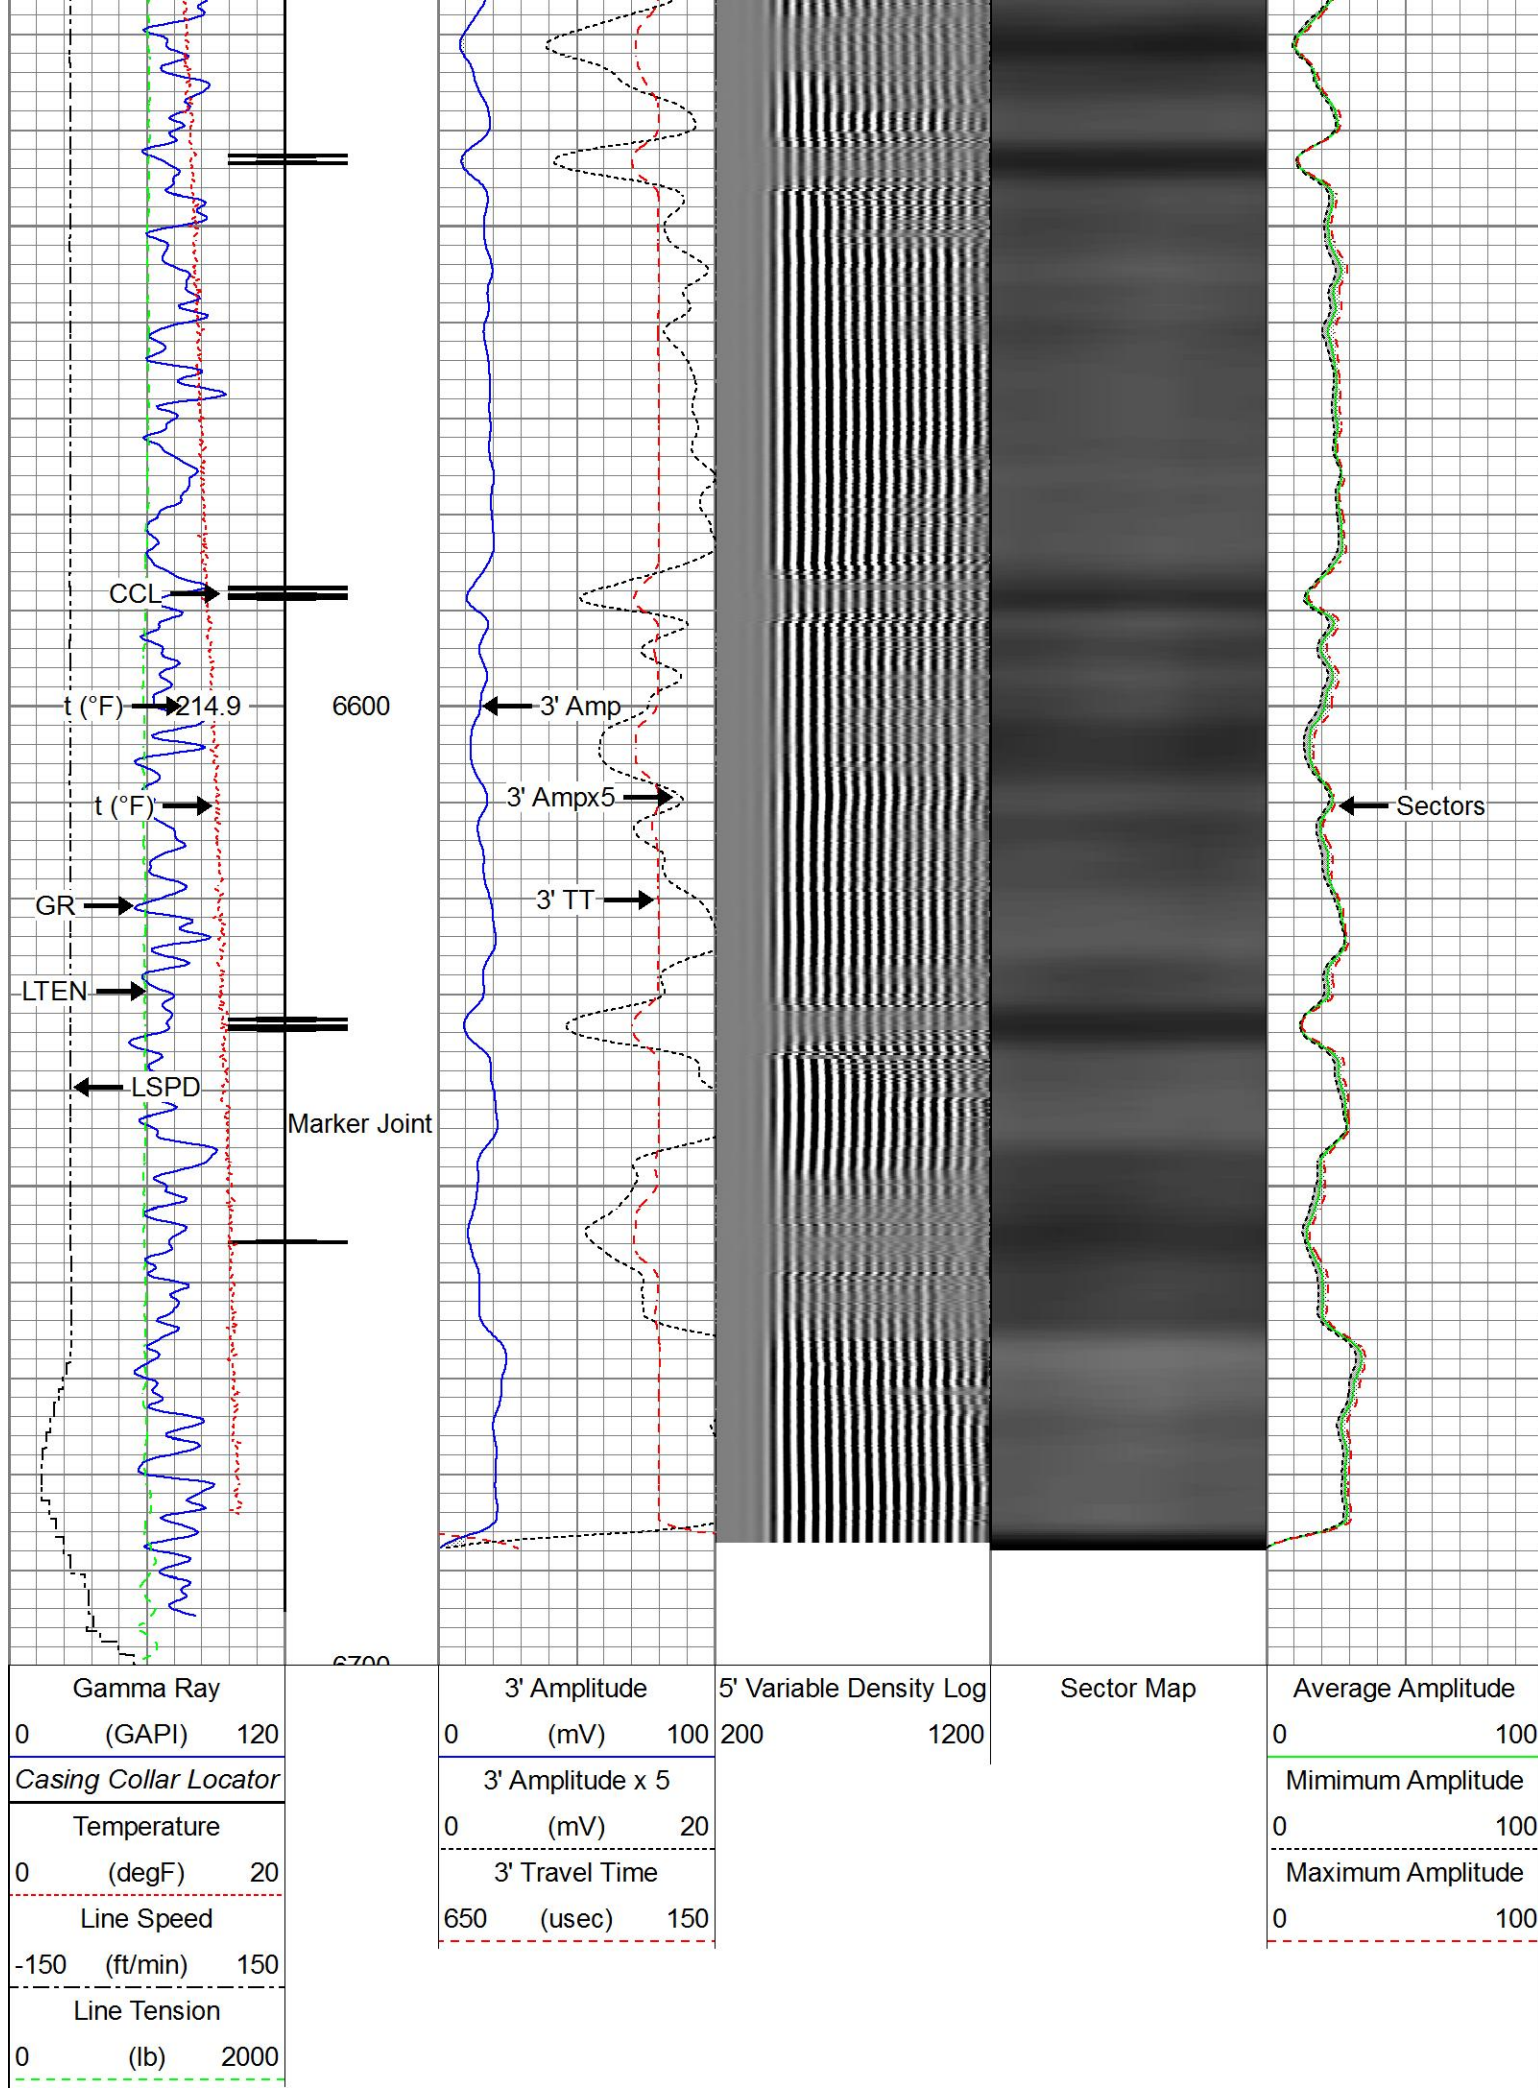 CCL
t (°F) 214.9 6600 3' Amp
3' Ampx5
t (°F) Sectors
GR 3' TT
LTEN
LSPD
Marker Joint
6700
Gamma Ray
0 (GAPI) 120
Casing Collar Locator
Temperature
0 (degF) 20
Line Speed
-150 (ft/min) 150
Line Tension
0 (lb) 2000
3' Amplitude
0 (mV) 100
3' Amplitude x 5
0 (mV) 20
3' Travel Time
650 (usec) 150
5' Variable Density Log
200 1200
Sector Map
Average Amplitude
0 100
Mimimum Amplitude
0 100
Maximum Amplitude
0 100